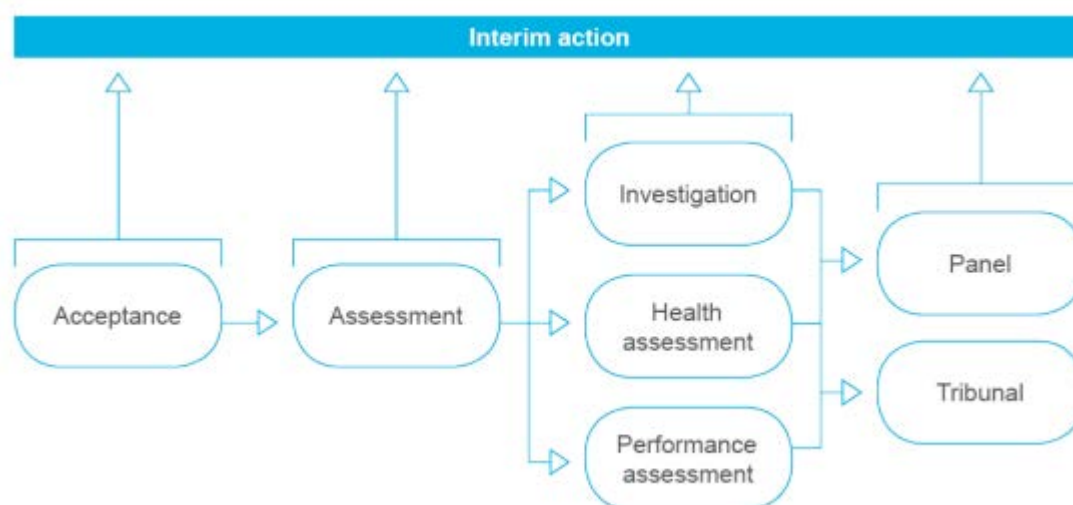 Interim action
Acceptance
Assessment
Investigation
Health
assessment
Performance
assessment
Panel
Tribunal